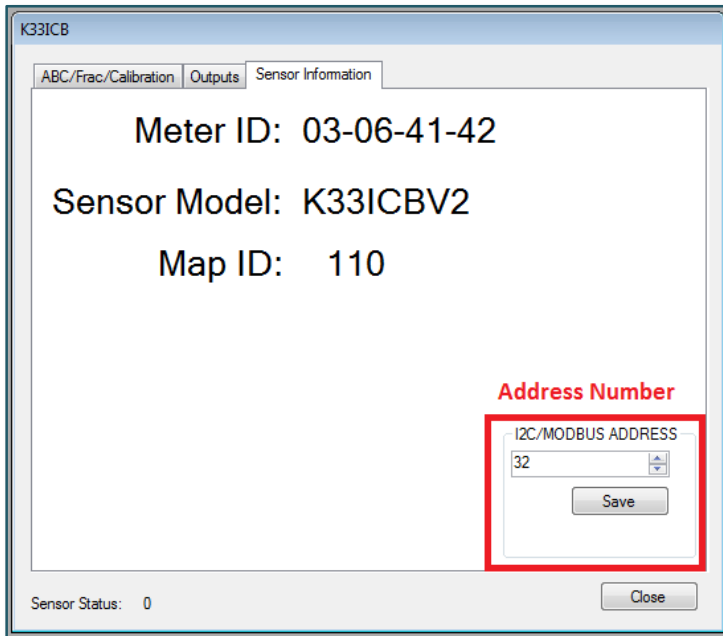 K33ICB
ABC/Frac/Calibration Outputs Sensor Information
Meter ID: 03-06-41-42
Sensor Model: K33ICBV2
Map ID: 110
Address Number
I2C/MODBUS ADDRESS
32
Save
Sensor Status: 0
Close